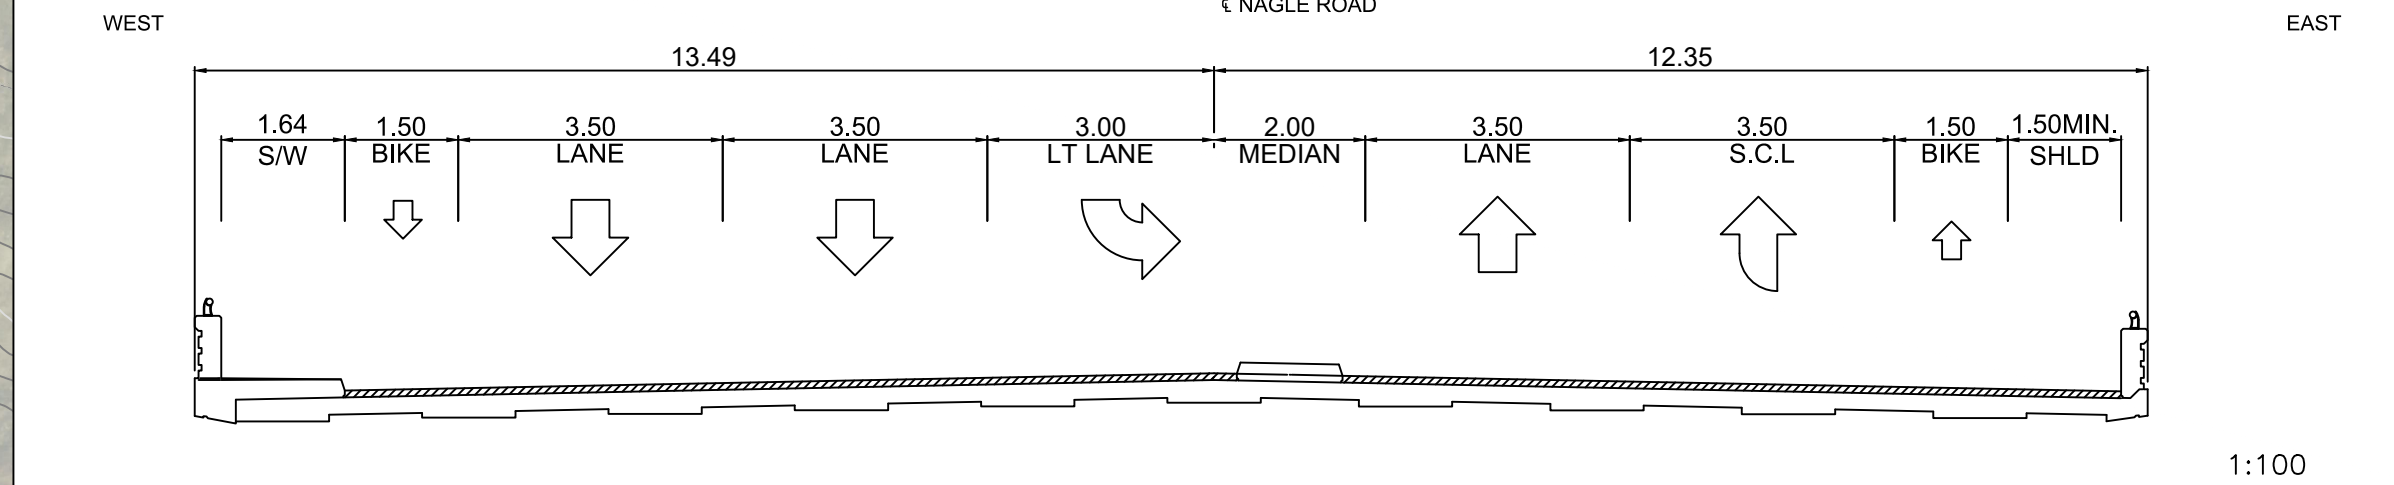 ℄ NAGLE ROAD
WEST
EAST
13.49
12.35
1.64
1.50
3.50
3.50
3.00
2.00
3.50
3.50
1.50
1.50MIN.
S/W
BIKE
LANE
LANE
LT LANE
MEDIAN
LANE
S.C.L
BIKE
SHLD
1:100